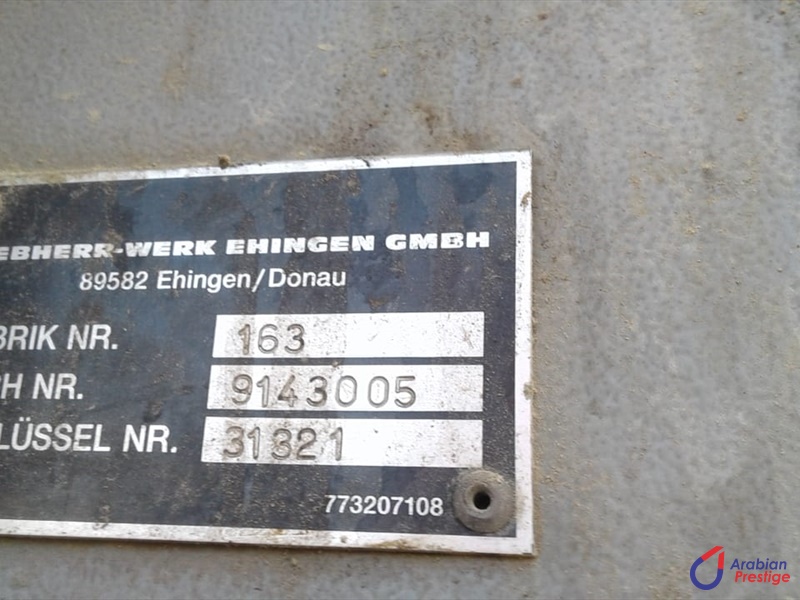 EBHERR-WERK EHINGEN GMBH
89582 Ehingen/Donau
BRIK NR. 163
H NR. 9143005
LÜSSEL NR. 31321
773207108
Arabian
Prestige